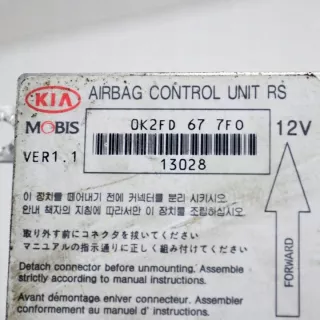 KIA AIRBAG CONTROL UNIT RS
MOBIS 0K2FD 67 7F0 12V
VER1.1 13028
이 장치를 떼어내기 전에 커넥터를 분리 시키시오
안내 책자의 지침에 따라서만 이 장치를 조립하십시오
取り外す前にコネクタを抜いてください
マニュアルの指示通りに正しく組み付けてください
Detach connector before unmounting. Assemble
strictly according to manual instructions.
Avant démontage enlver connecteur. Assembler
conformement au manuel d' instructions.
FORWARD